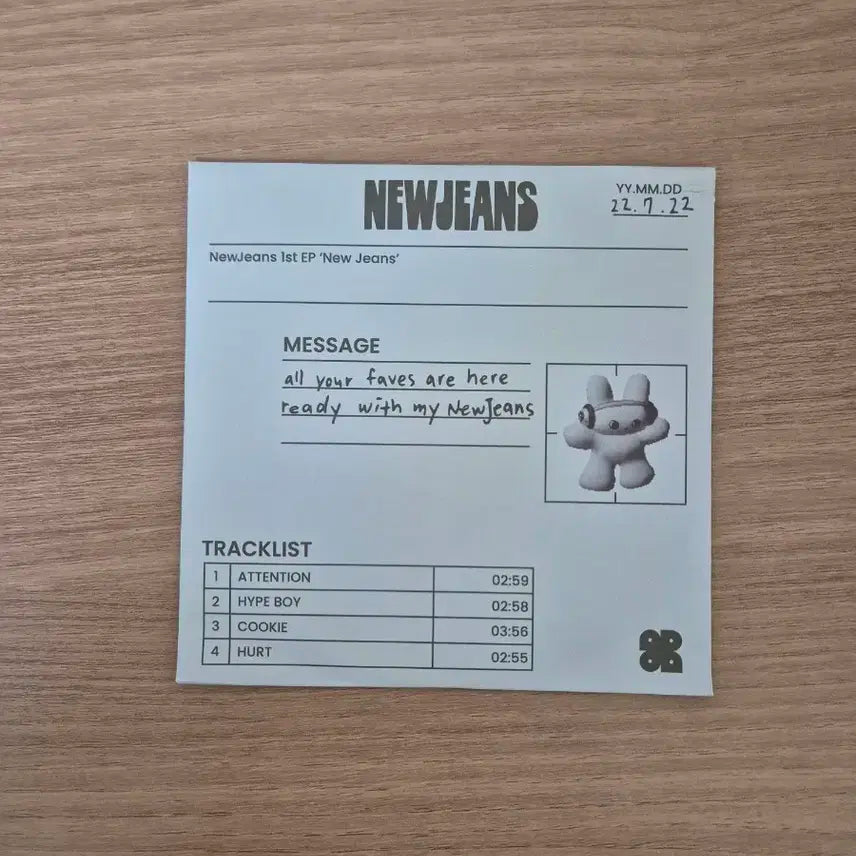 NEWJEANS
YY.MM.DD
22.7.22
NewJeans 1st EP 'New Jeans'
MESSAGE
all your faves are here
ready with my NewJeans
TRACKLIST
1 ATTENTION 02:59
2 HYPE BOY 02:58
3 COOKIE 03:56
4 HURT 02:55